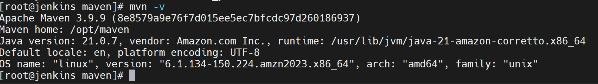 [root@jenkins maven]# mvn -v
Apache Maven 3.9.9 (8e8579a9e76f7d015ee5ec7bfcdc97d260186937)
Maven home: /opt/maven
Java version: 21.0.7, vendor: Amazon.com Inc., runtime: /usr/lib/jvm/java-21-amazon-corretto.x86_64
Default locale: en, platform encoding: UTF-8
OS name: "linux", version: "6.1.134-150.224.amzn2023.x86_64", arch: "amd64", family: "unix"
[root@jenkins maven]#